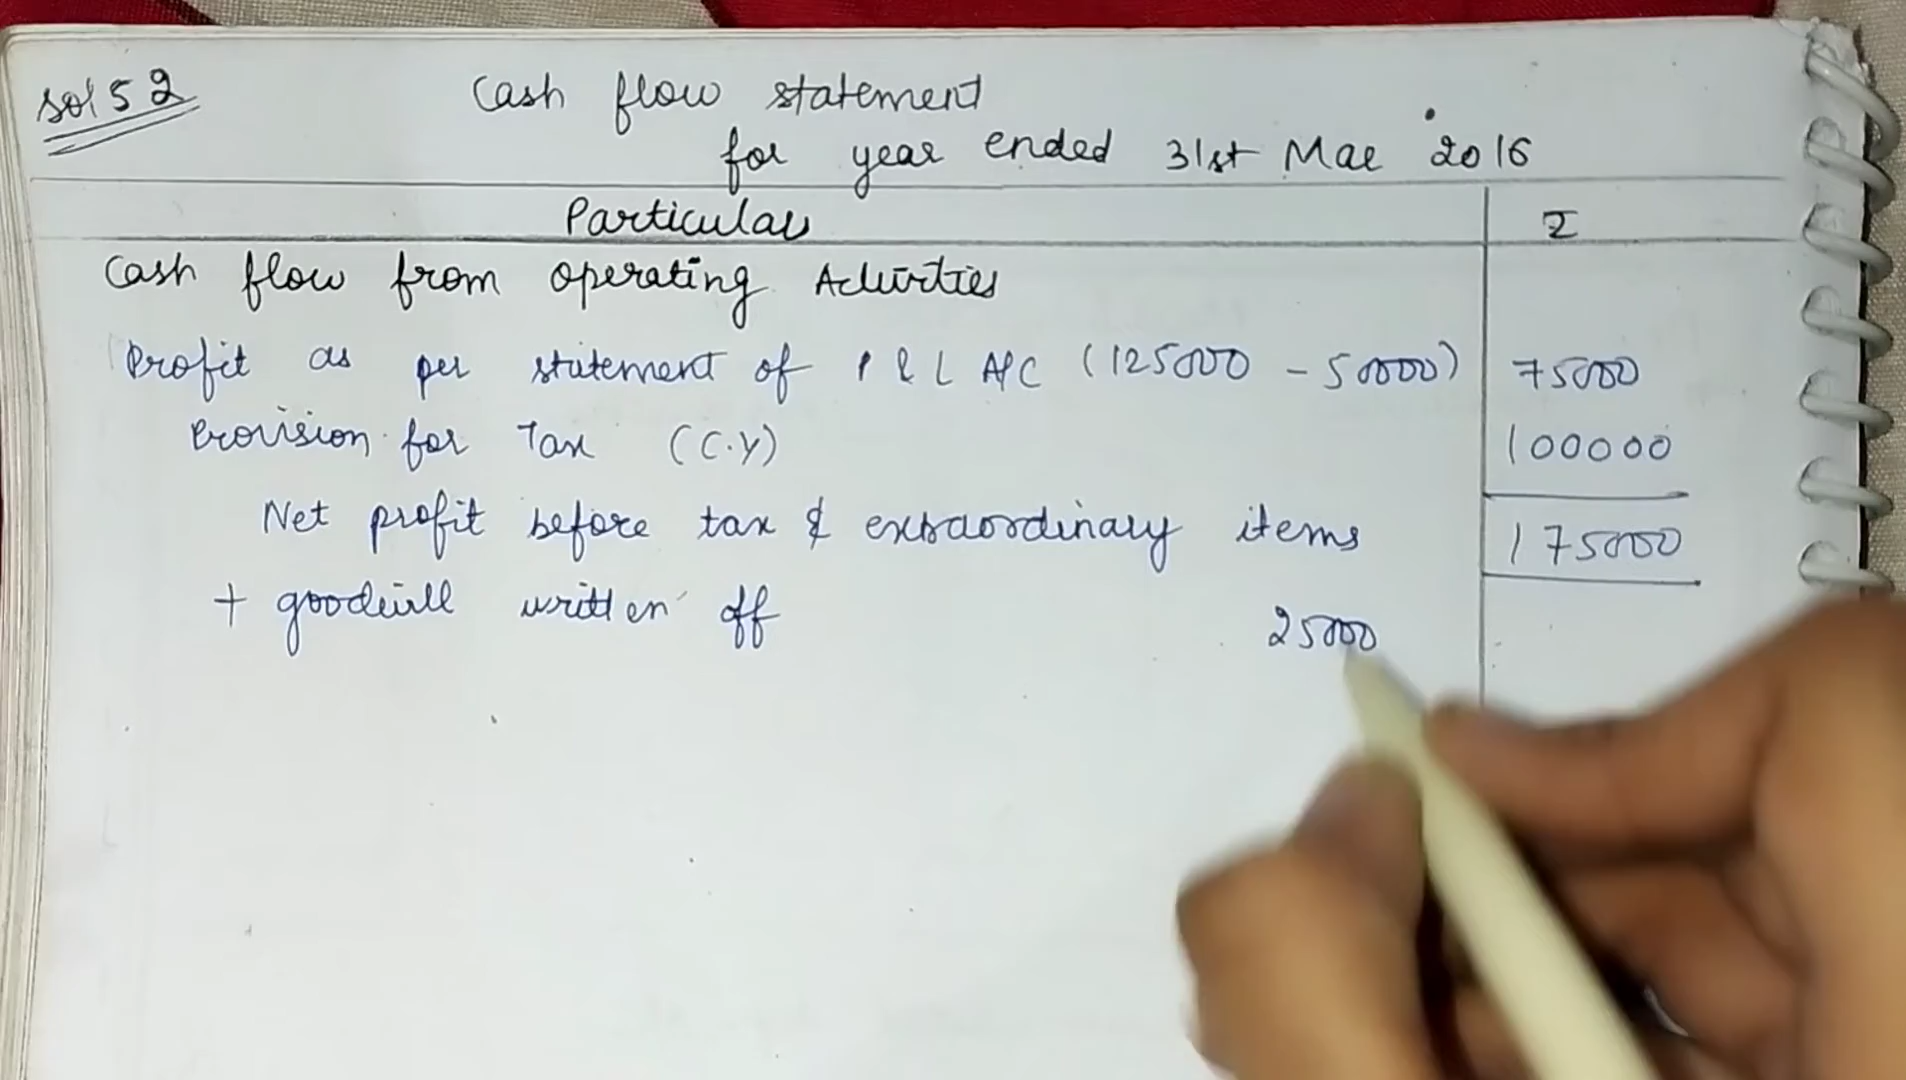 sol 52
Cash flow statement
for year ended 31st Mar 2016
Particular ₹
Cash flow from operating Activities
Profit as per statement of P & L A/C (125000 - 50000) 75000
Provision for Tax (C.Y) 100000
Net profit before tax & extraordinary items 175000
+ goodwill written off 25000